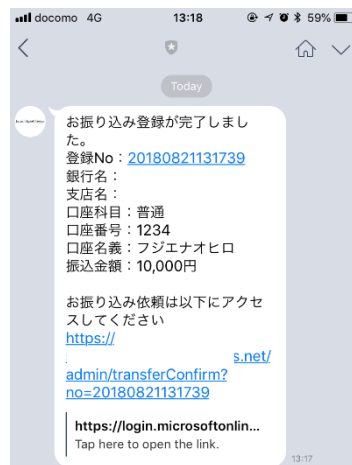 docomo 4G 13:18 59%
Today
お振り込み登録が完了しまし
た。
登録No：20180821131739
銀行名：
支店名：
口座科目：普通
口座番号：1234
口座名義：フジエナオヒロ
振込金額：10,000円
お振り込み依頼は以下にアクセ
スしてください
https://
s.net/
admin/transferConfirm?
no=20180821131739
https://login.microsoftonlin...
Tap here to open the link.
13:17